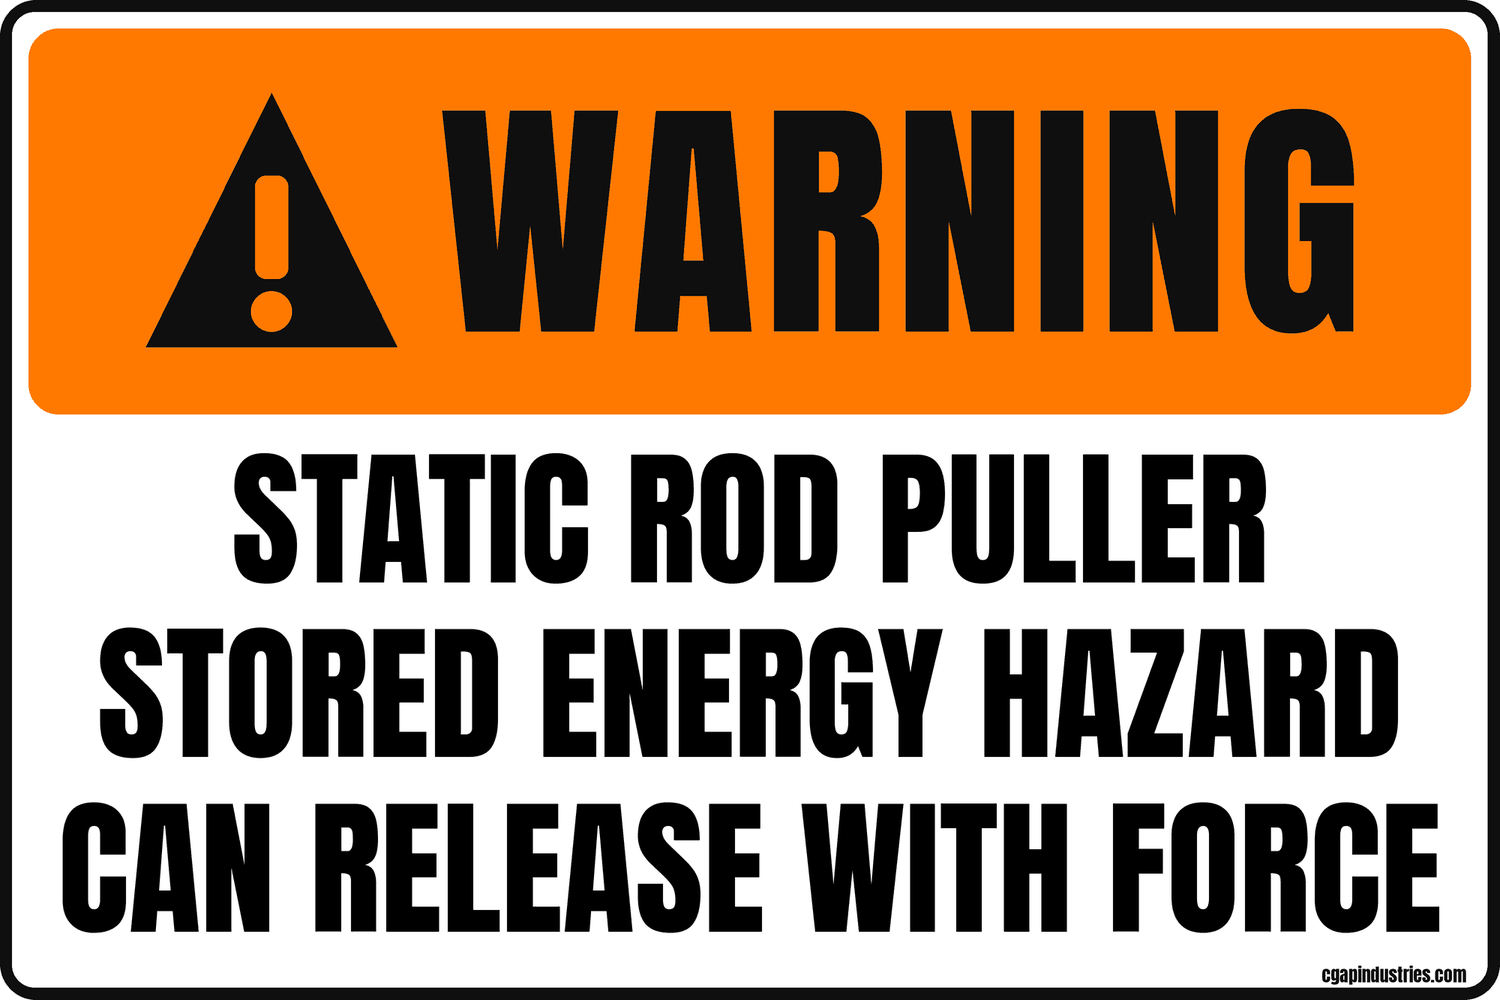 WARNING
STATIC ROD PULLER
STORED ENERGY HAZARD
CAN RELEASE WITH FORCE
cgapindustries.com